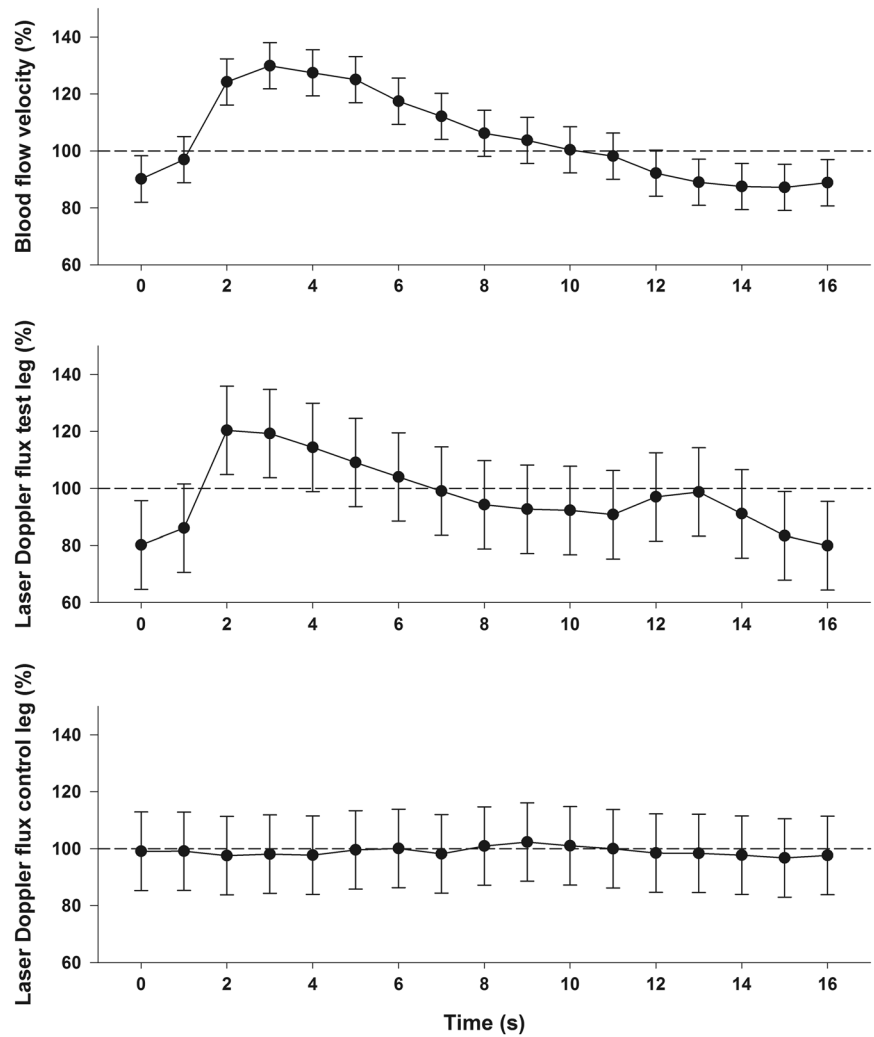 Blood flow velocity (%)
140
120
100
80
60
0 2 4 6 8 10 12 14 16
Laser Doppler flux test leg (%)
140
120
100
80
60
0 2 4 6 8 10 12 14 16
Laser Doppler flux control leg (%)
140
120
100
80
60
0 2 4 6 8 10 12 14 16
Time (s)